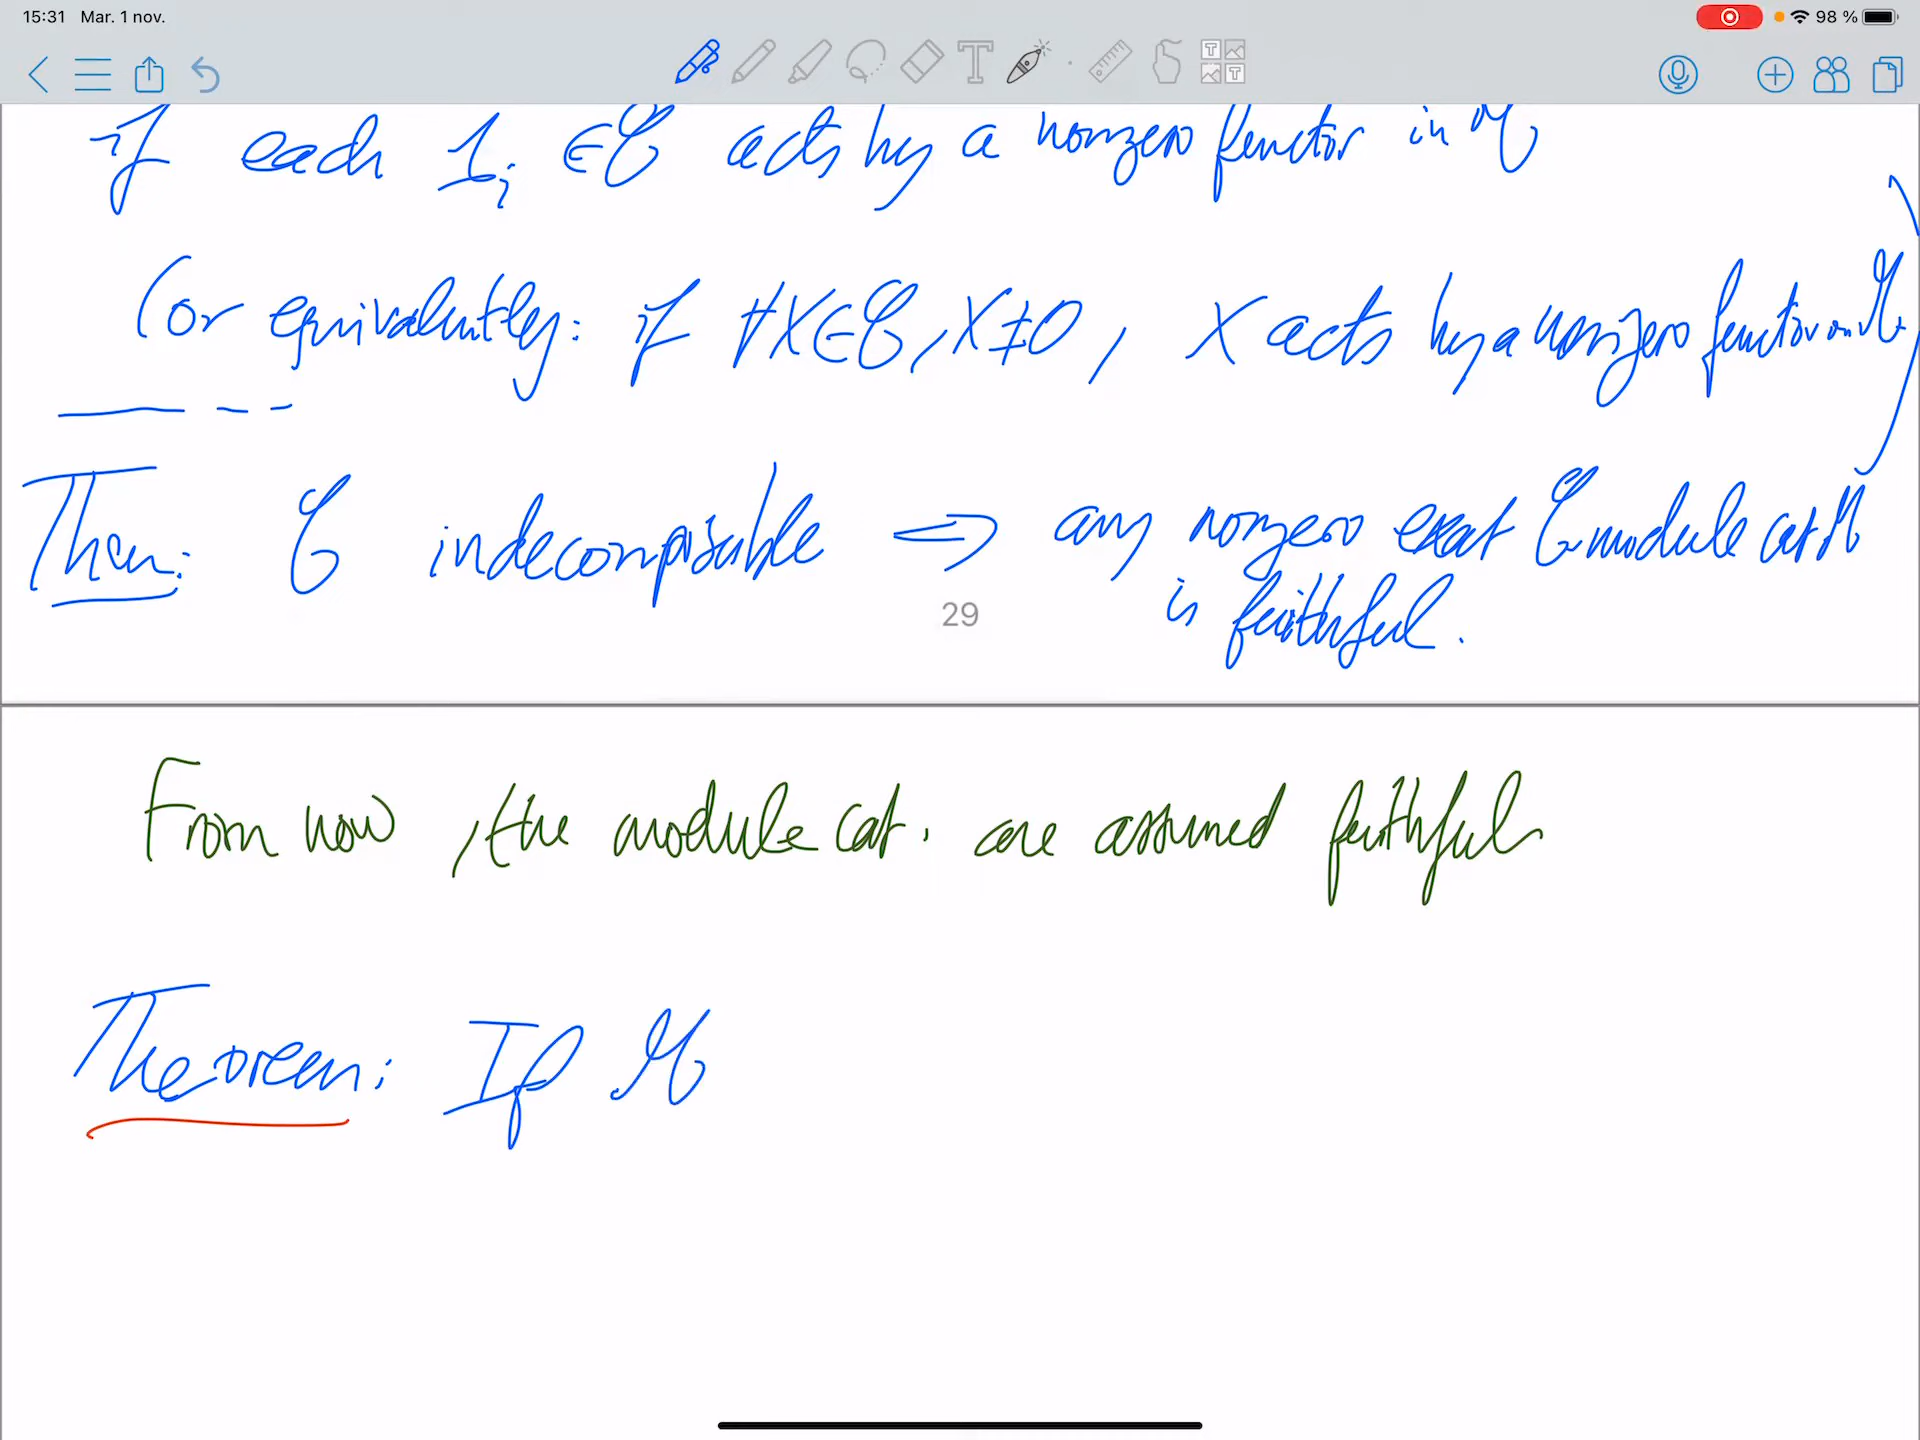 15:31 Mar. 1 nov. 98 %
if each 1ᵢ ∈ 𝒞 acts by a nonzero functor in ℳ
(or equivalently: if ∀X∈𝒞, X≠0, X acts by a nonzero functor on ℳ.
Then: 𝒞 indecomposable ⟹ any nonzero exact 𝒞-module cat ℳ
is faithful.
29
From now, the module cat. are assumed faithful
Theorem: If ℳ